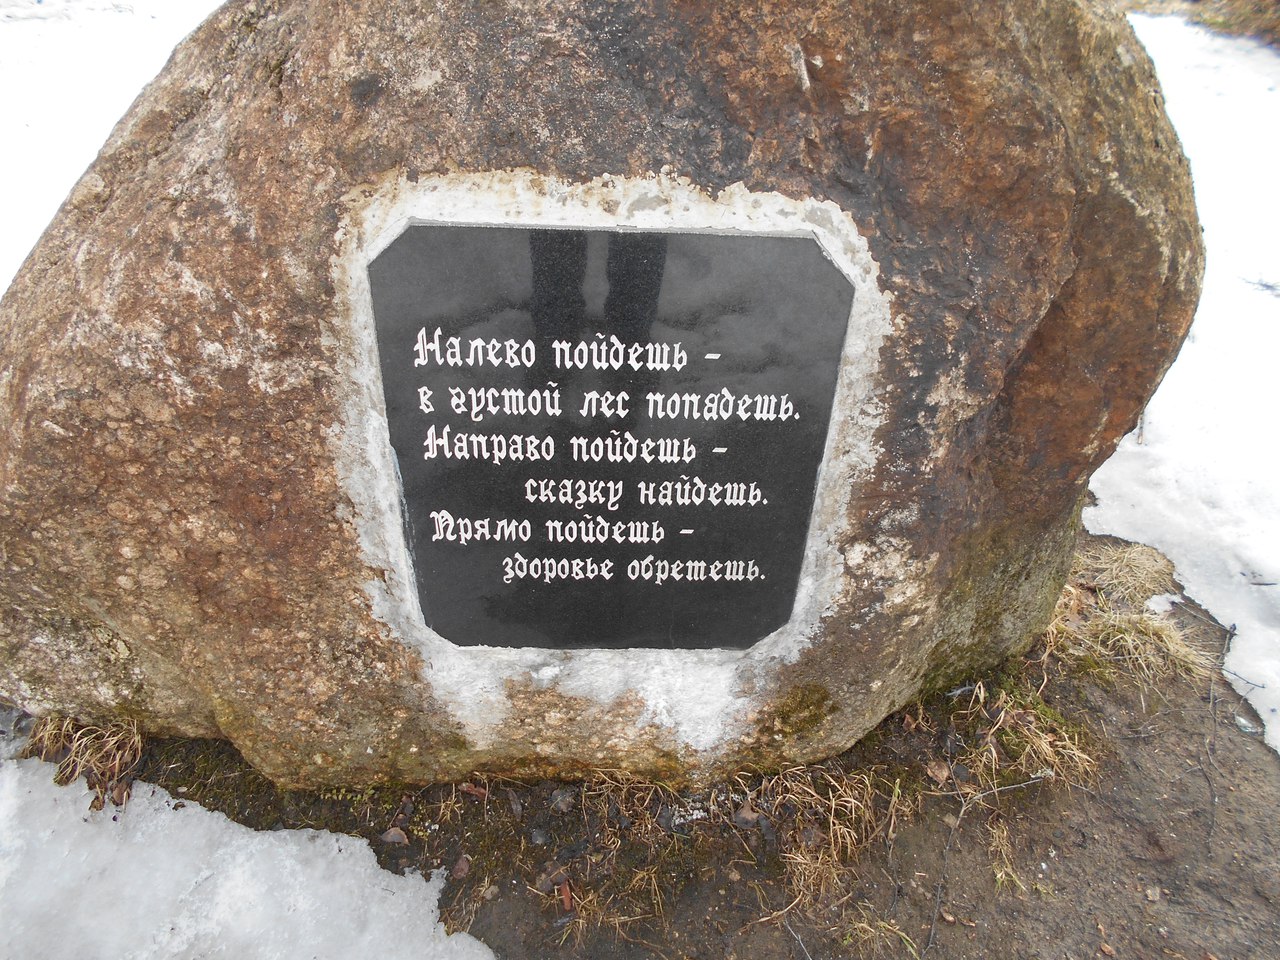 Налево пойдешь –
в густой лес попадешь.
Направо пойдешь –
сказку найдешь.
Прямо пойдешь –
здоровье обретешь.